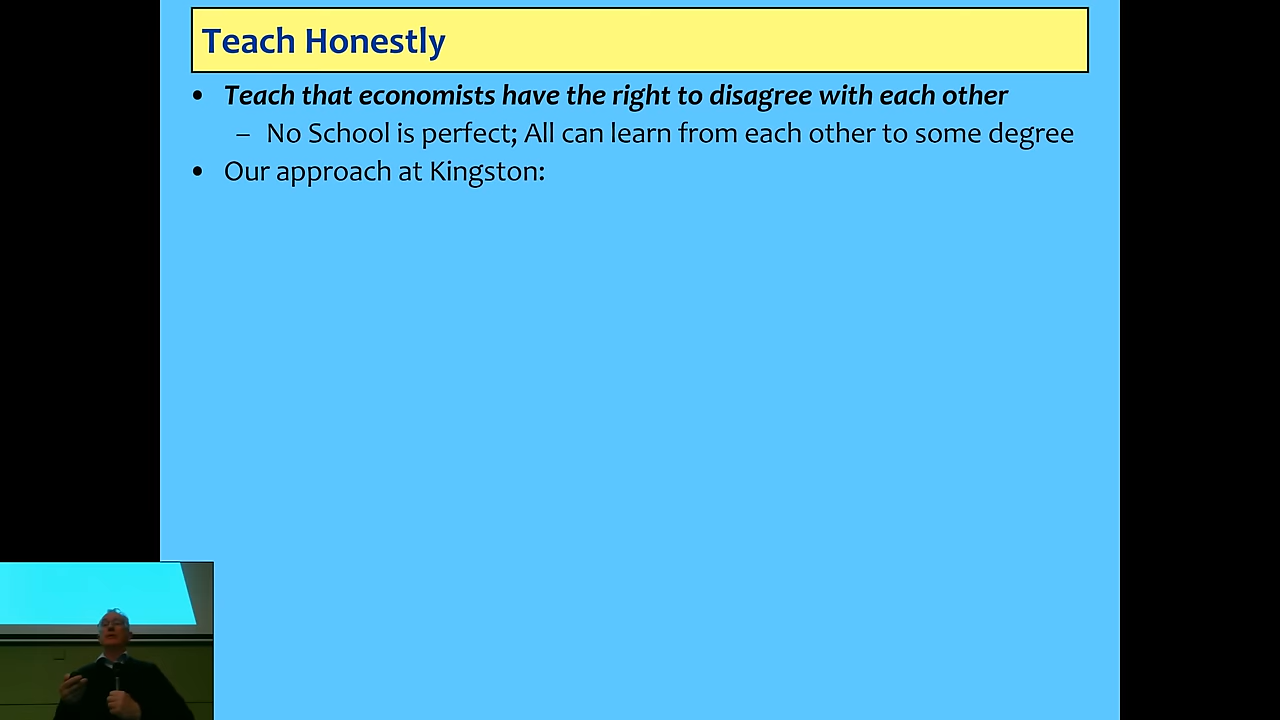 Teach Honestly
• Teach that economists have the right to disagree with each other
– No School is perfect; All can learn from each other to some degree
• Our approach at Kingston: